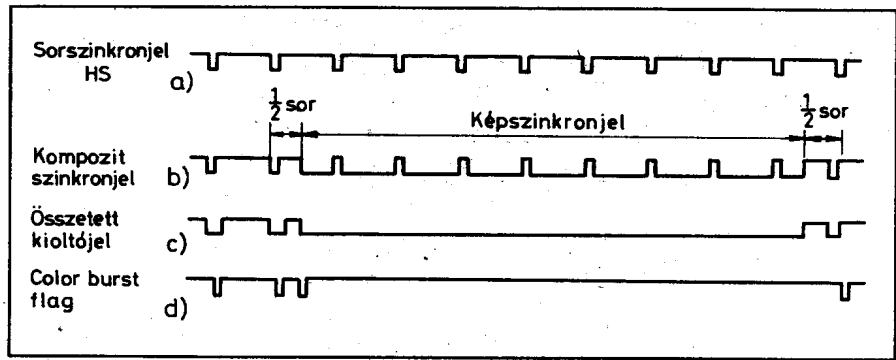 Sorszinkronjel
HS
a)
1/2 sor
Képszinkronjel
1/2 sor
Kompozit
szinkronjel
b)
Összetett
kioltójel
c)
Color burst
flag
d)